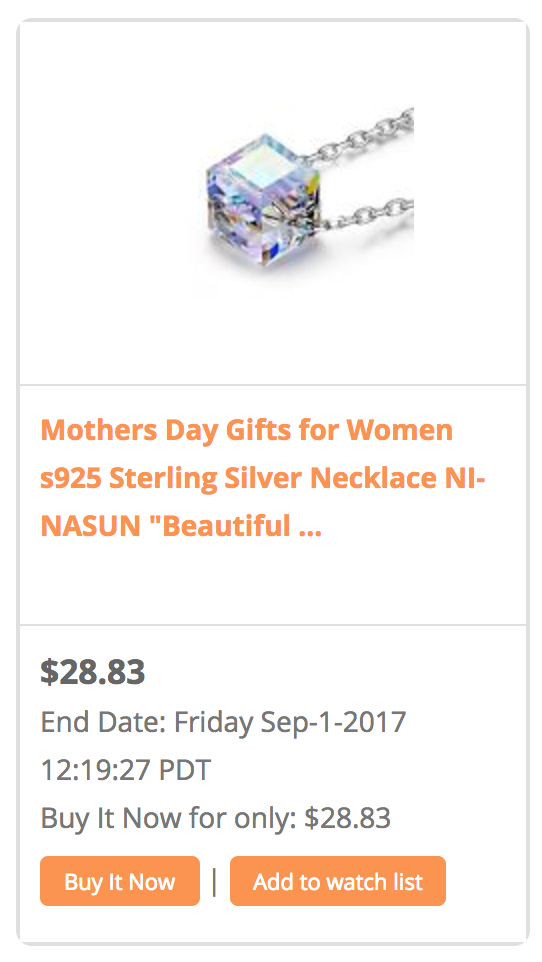 Mothers Day Gifts for Women
s925 Sterling Silver Necklace NI-
NASUN "Beautiful ...
$28.83
End Date: Friday Sep-1-2017
12:19:27 PDT
Buy It Now for only: $28.83
Buy It Now | Add to watch list